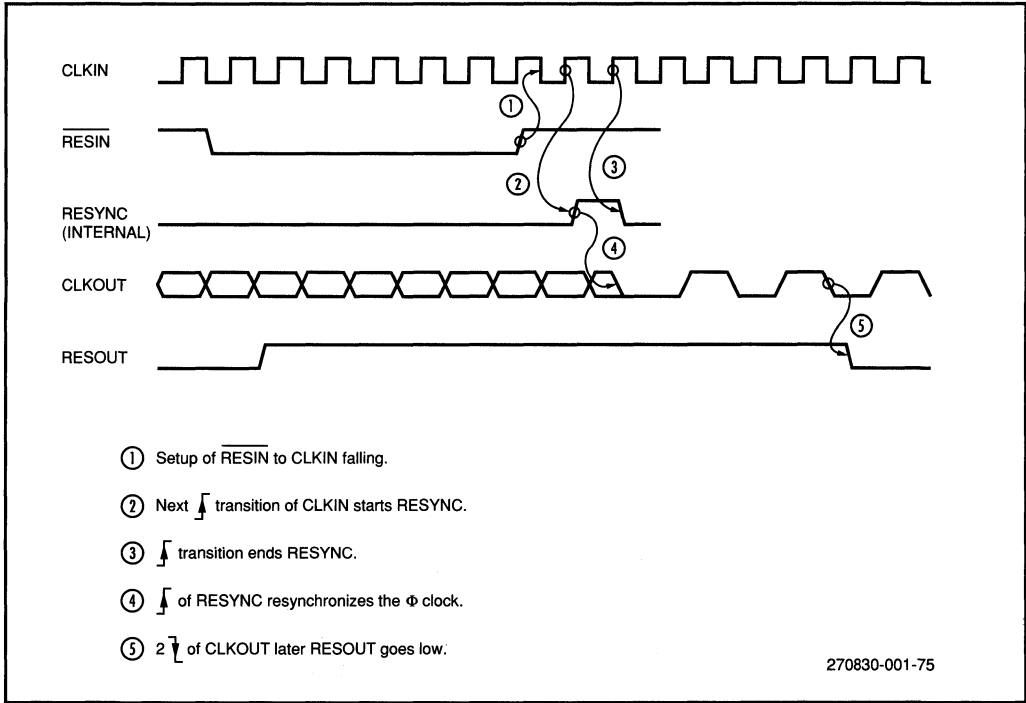 CLKIN
①
RESIN
③
②
RESYNC
(INTERNAL)
④
CLKOUT
⑤
RESOUT
① Setup of RESIN to CLKIN falling.
② Next transition of CLKIN starts RESYNC.
③ transition ends RESYNC.
④ of RESYNC resynchronizes the Φ clock.
⑤ 2 of CLKOUT later RESOUT goes low.
270830-001-75